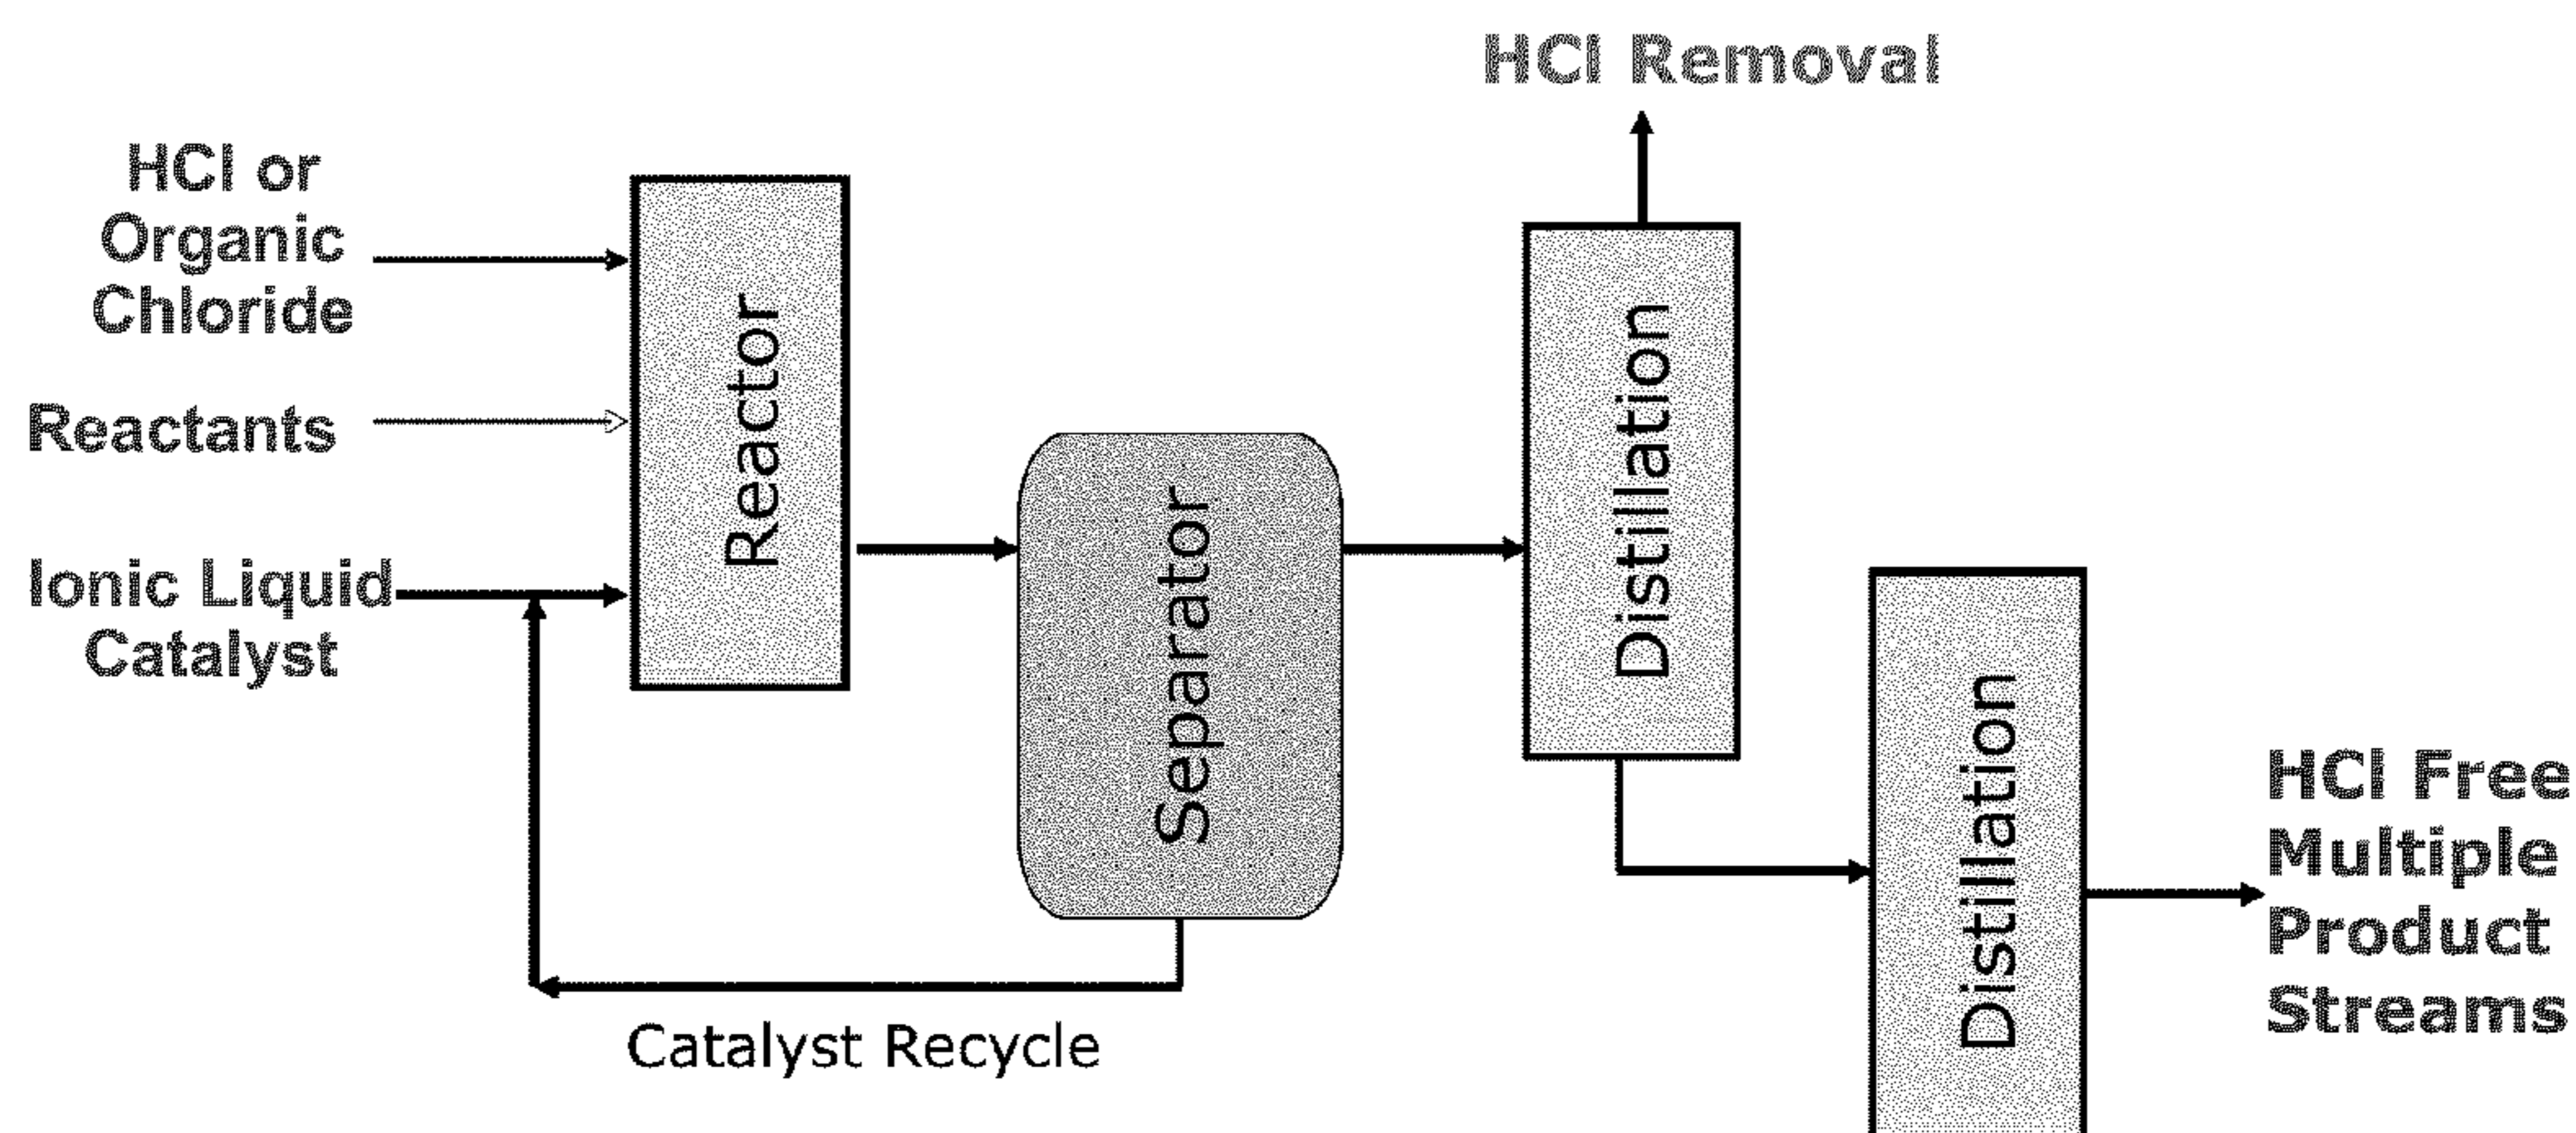 HCl Removal
HCl or
Organic
Chloride
Reactants
Ionic Liquid
Catalyst
Reactor
Separator
Distillation
Distillation
HCl Free
Multiple
Product
Streams
Catalyst Recycle